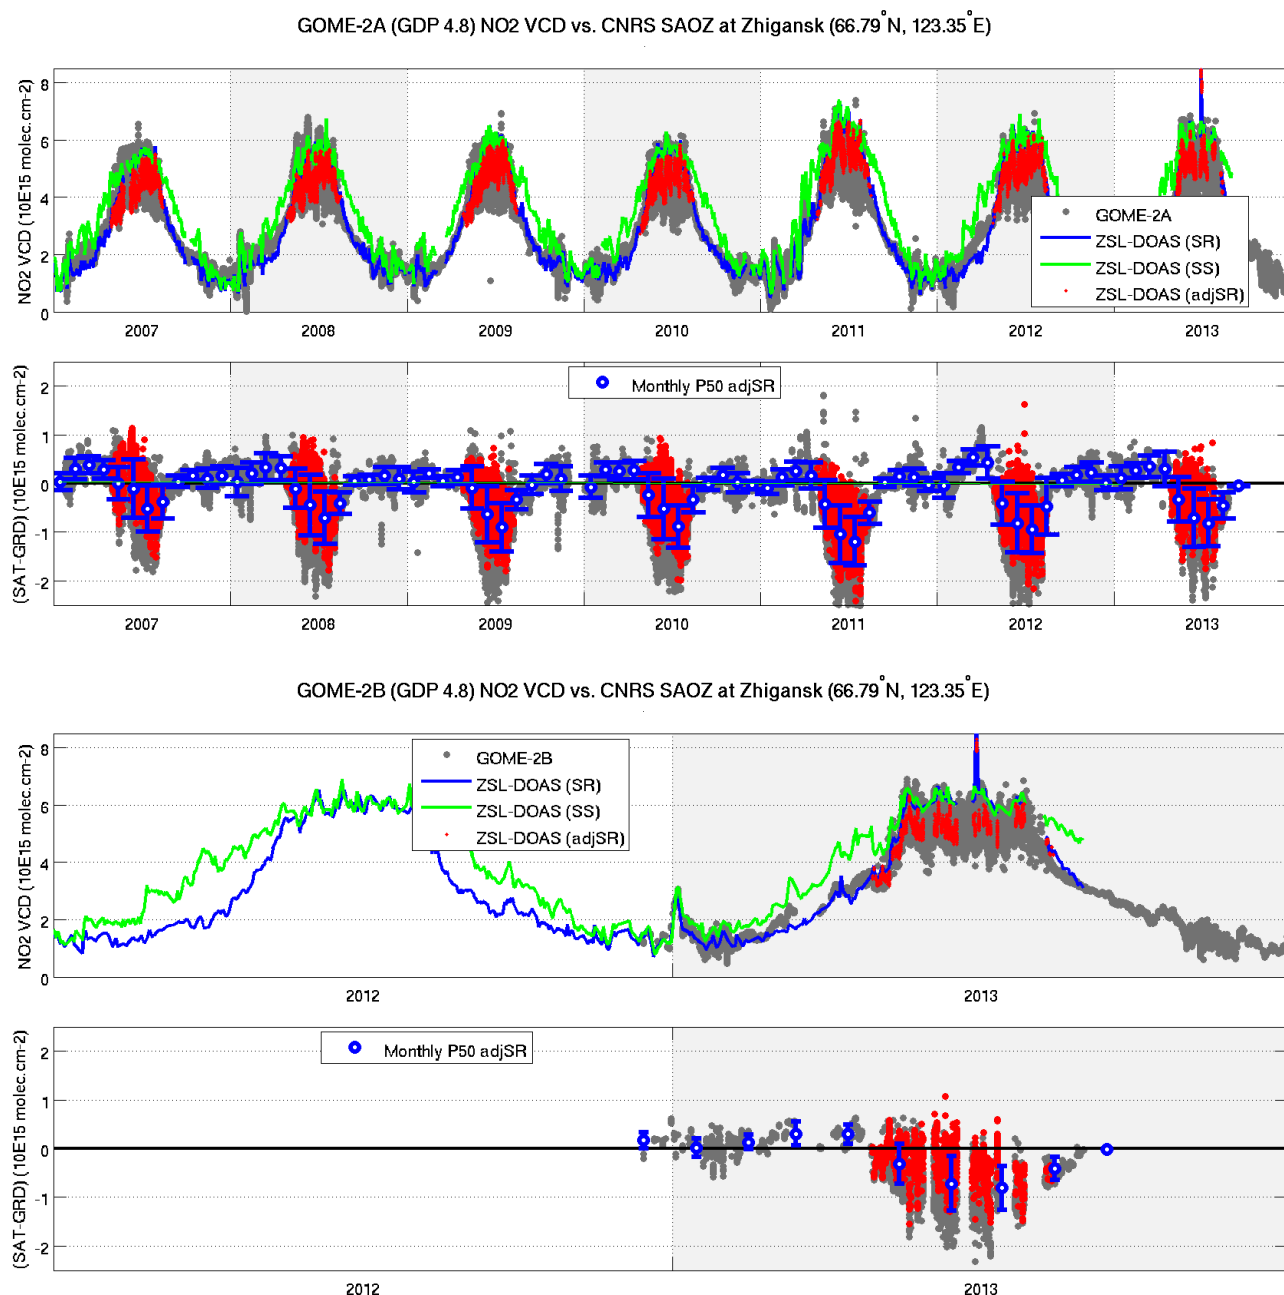 GOME-2A (GDP 4.8) NO2 VCD vs. CNRS SAOZ at Zhigansk (66.79°N, 123.35°E)
NO2 VCD (10E15 molec.cm-2)
8
6
4
2
0
GOME-2A
ZSL-DOAS (SR)
ZSL-DOAS (SS)
ZSL-DOAS (adjSR)
2007 2008 2009 2010 2011 2012 2013
(SAT-GRD) (10E15 molec.cm-2)
2
1
0
-1
-2
Monthly P50 adjSR
2007 2008 2009 2010 2011 2012 2013
GOME-2B (GDP 4.8) NO2 VCD vs. CNRS SAOZ at Zhigansk (66.79°N, 123.35°E)
NO2 VCD (10E15 molec.cm-2)
8
6
4
2
0
GOME-2B
ZSL-DOAS (SR)
ZSL-DOAS (SS)
ZSL-DOAS (adjSR)
2012 2013
(SAT-GRD) (10E15 molec.cm-2)
2
1
0
-1
-2
Monthly P50 adjSR
2012 2013